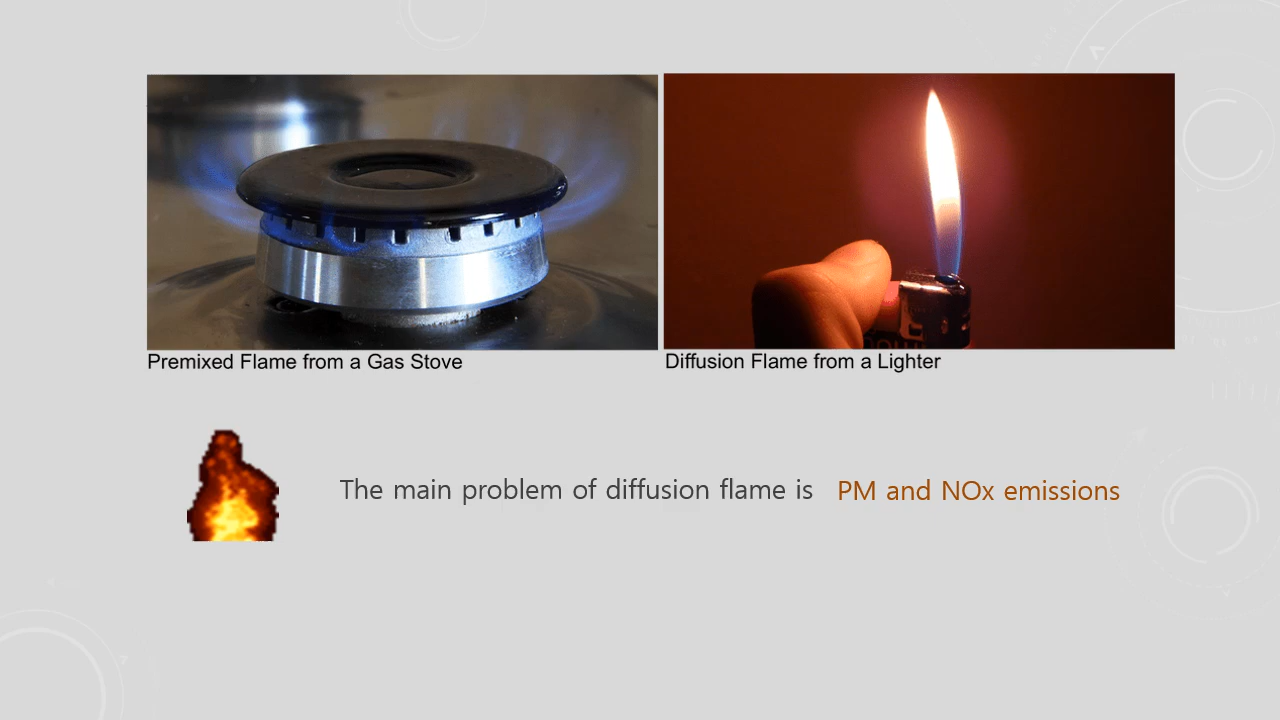 Premixed Flame from a Gas Stove
Diffusion Flame from a Lighter
The main problem of diffusion flame is PM and NOx emissions